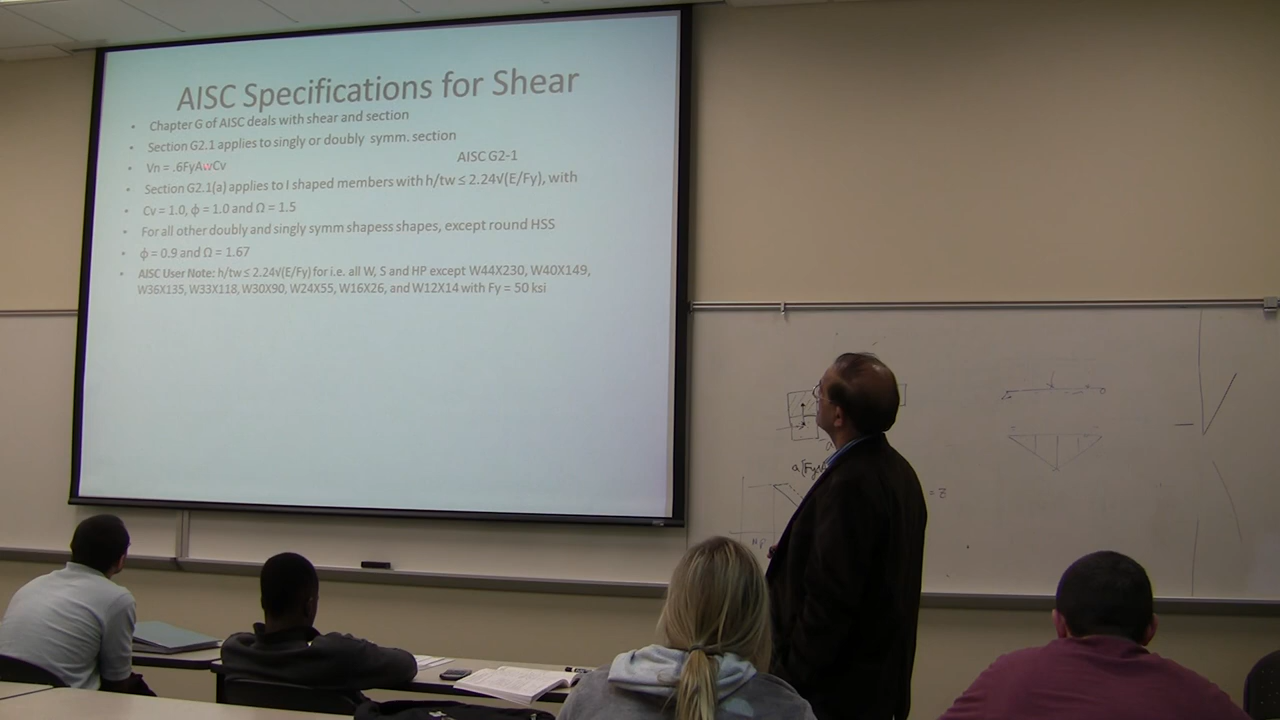 AISC Specifications for Shear
• Chapter G of AISC deals with shear and section
• Section G2.1 applies to singly or doubly symm. section
• Vn = .6FyAwCv AISC G2-1
• Section G2.1(a) applies to I shaped members with h/tw ≤ 2.24√(E/Fy), with
• Cv = 1.0, ϕ = 1.0 and Ω = 1.5
• For all other doubly and singly symm shapess shapes, except round HSS
• ϕ = 0.9 and Ω = 1.67
• AISC User Note: h/tw ≤ 2.24√(E/Fy) for i.e. all W, S and HP except W44X230, W40X149,
W36X135, W33X118, W30X90, W24X55, W16X26, and W12X14 with Fy = 50 ksi
= Z